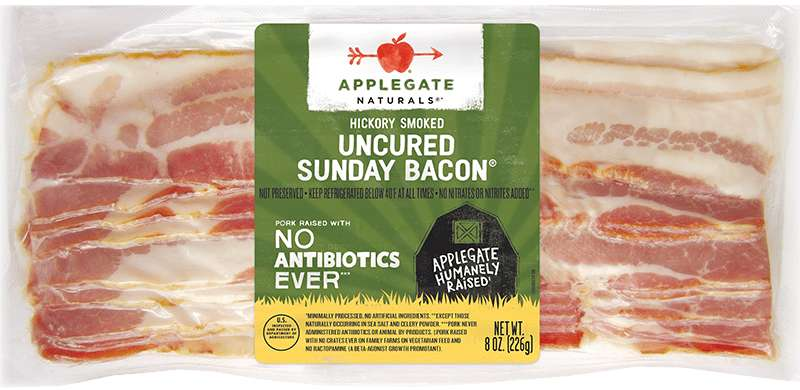 APPLEGATE
NATURALS®*
HICKORY SMOKED
UNCURED
SUNDAY BACON®
NOT PRESERVED • KEEP REFRIGERATED BELOW 40°F AT ALL TIMES • NO NITRATES OR NITRITES ADDED**
PORK RAISED WITH
NO
ANTIBIOTICS
EVER***
APPLEGATE
HUMANELY
RAISED†
U.S.
INSPECTED
AND PASSED BY
DEPARTMENT OF
AGRICULTURE
*MINIMALLY PROCESSED, NO ARTIFICIAL INGREDIENTS. **EXCEPT THOSE
NATURALLY OCCURRING IN SEA SALT AND CELERY POWDER. ***PORK NEVER
ADMINISTERED ANTIBIOTICS OR ANIMAL BY-PRODUCTS. †PORK RAISED
WITH NO CRATES EVER ON FAMILY FARMS ON VEGETARIAN FEED AND
NO RACTOPAMINE (A BETA-AGONIST GROWTH PROMOTANT).
NET WT.
8 OZ. (226g)